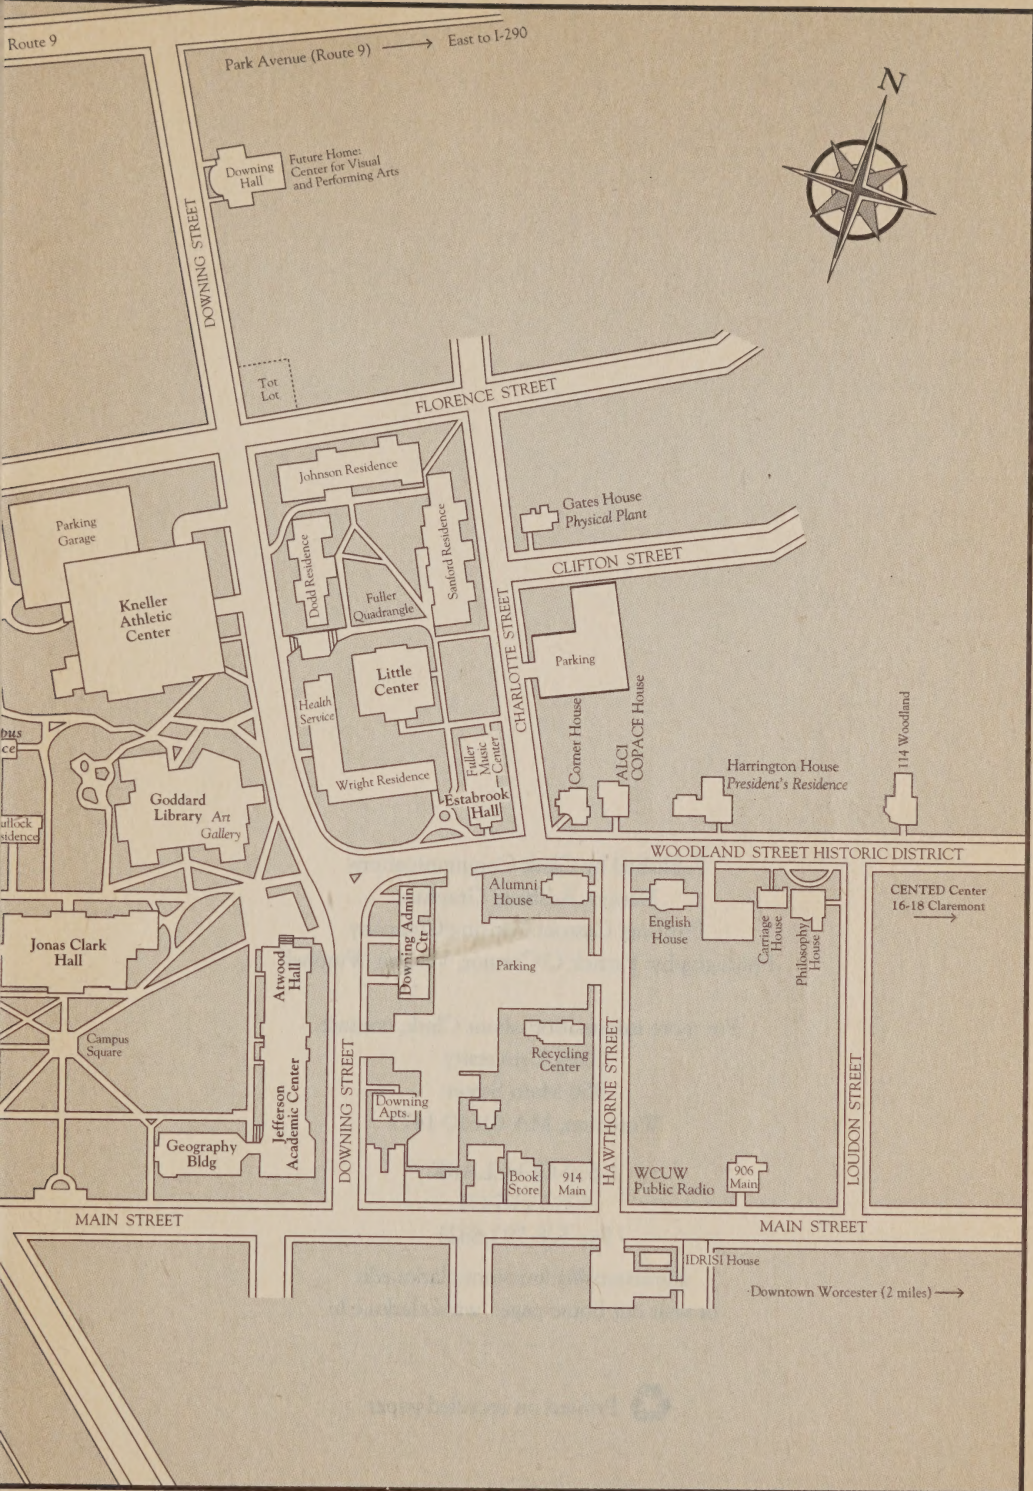 Route 9
Park Avenue (Route 9)
East to I-290
N
Downing
Hall
Future Home:
Center for Visual
and Performing Arts
DOWNING STREET
Tot
Lot
FLORENCE STREET
Johnson Residence
Parking
Garage
Gates House
Physical Plant
Dodd Residence
Sanford Residence
CLIFTON STREET
Kneller
Athletic
Center
Fuller
Quadrangle
CHARLOTTE STREET
Parking
Little
Center
Health
Service
pus
ce
Corner House
ALCI
COPACE House
114 Woodland
Fuller
Music
Center
Harrington House
President's Residence
Wright Residence
Goddard
Library
Art
Gallery
Estabrook
Hall
ullock
sidence
WOODLAND STREET HISTORIC DISTRICT
Alumni
House
CENTED Center
16-18 Claremont
English
House
Carriage
House
Philosophy
House
Downing Admin
Ctr
Jonas Clark
Hall
Atwood
Hall
Parking
Campus
Square
Recycling
Center
Jefferson
Academic Center
DOWNING STREET
HAWTHORNE STREET
LOUDON STREET
Downing
Apts.
Geography
Bldg
Book
Store
914
Main
WCUW
Public Radio
906
Main
MAIN STREET
MAIN STREET
IDRISI House
Downtown Worcester (2 miles)